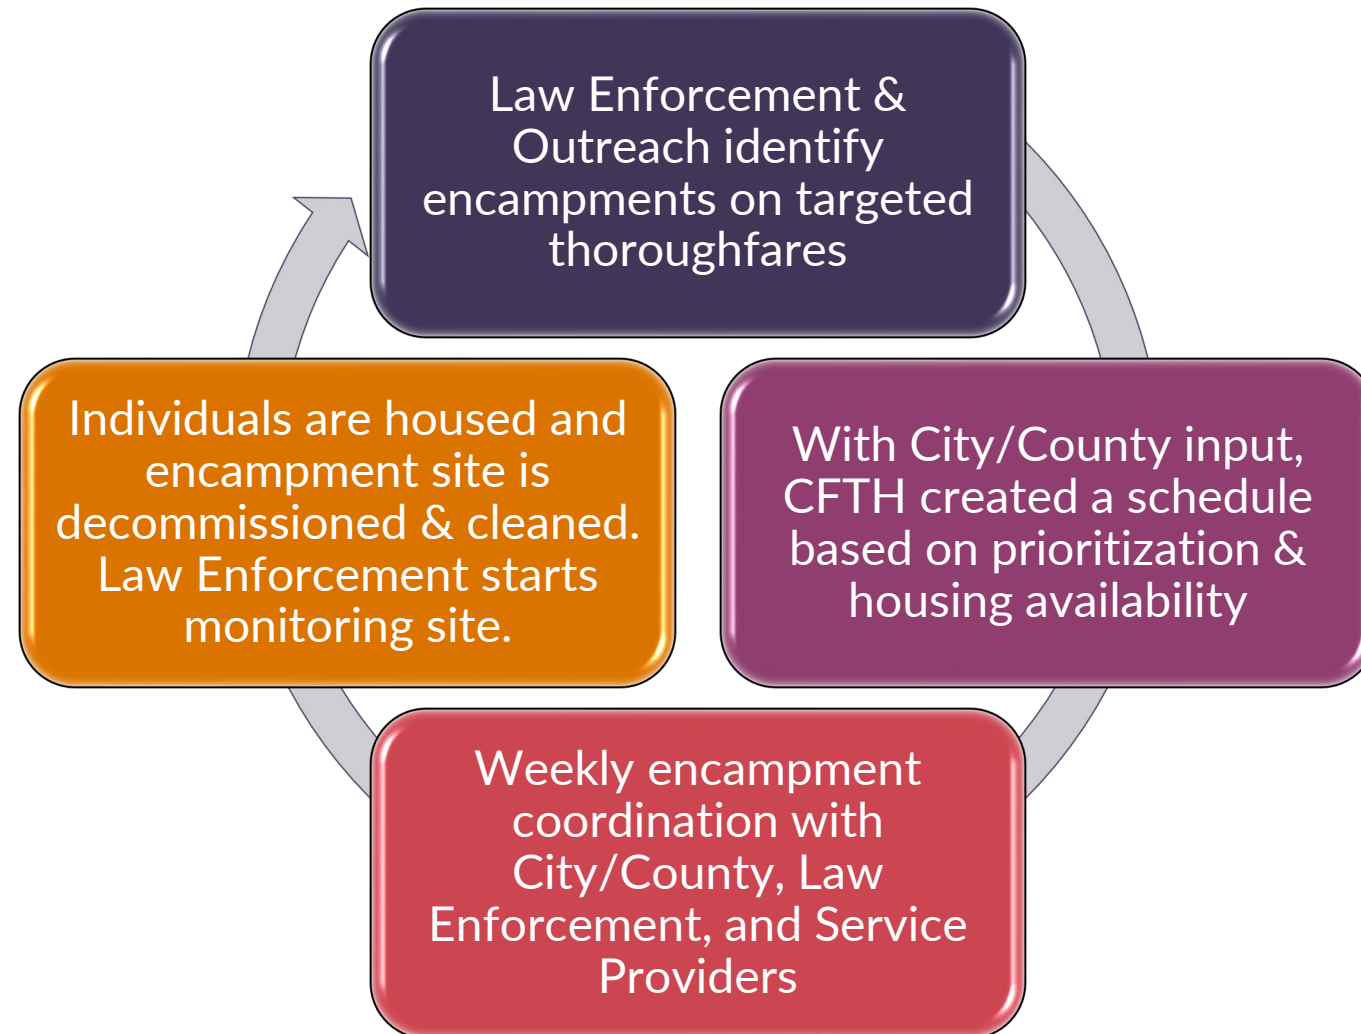 Law Enforcement &
Outreach identify
encampments on targeted
thoroughfares
With City/County input,
CFTH created a schedule
based on prioritization &
housing availability
Weekly encampment
coordination with
City/County, Law
Enforcement, and Service
Providers
Individuals are housed and
encampment site is
decommissioned & cleaned.
Law Enforcement starts
monitoring site.